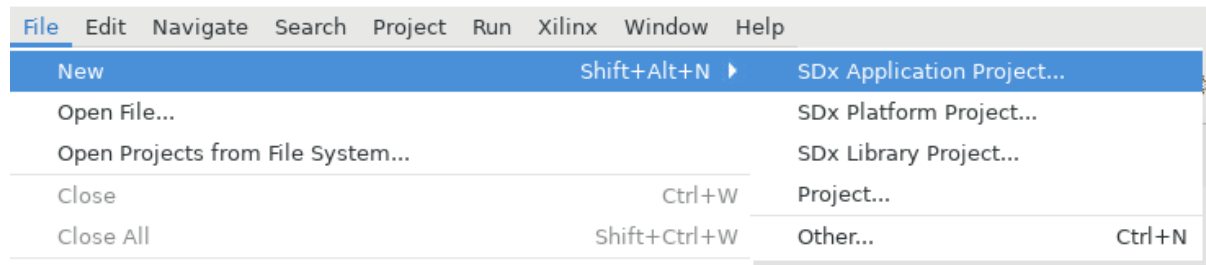 File Edit Navigate Search Project Run Xilinx Window Help
New Shift+Alt+N SDx Application Project...
Open File... SDx Platform Project...
Open Projects from File System... SDx Library Project...
Close Ctrl+W Project...
Close All Shift+Ctrl+W Other... Ctrl+N